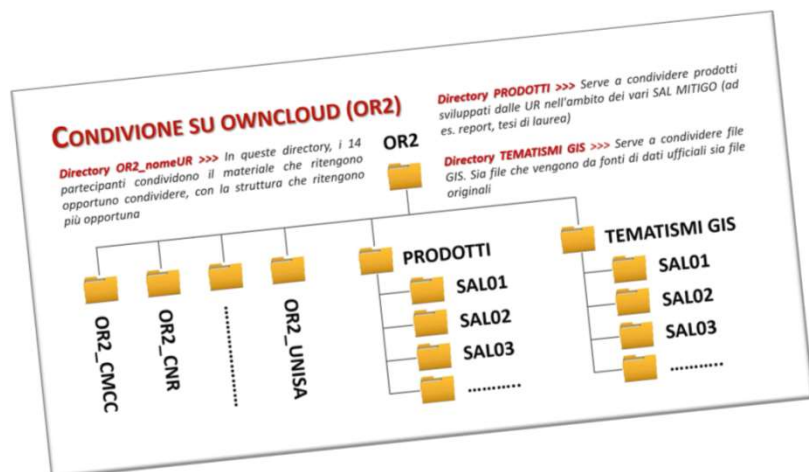 CONDIVIONE SU OWNCLOUD (OR2)
Directory OR2_nomeUR >>> In queste directory, i 14
partecipanti condividono il materiale che ritengono
opportuno condividere, con la struttura che ritengono
più opportuna
Directory PRODOTTI >>> Serve a condividere prodotti
sviluppati dalle UR nell'ambito dei vari SAL MITIGO (ad
es. report, tesi di laurea)
Directory TEMATISMI GIS >>> Serve a condividere file
GIS. Sia file che vengono da fonti di dati ufficiali sia file
originali
OR2
OR2_CMCC
OR2_CNR
..................
OR2_UNISA
PRODOTTI
SAL01
SAL02
SAL03
...........
TEMATISMI GIS
SAL01
SAL02
SAL03
...........